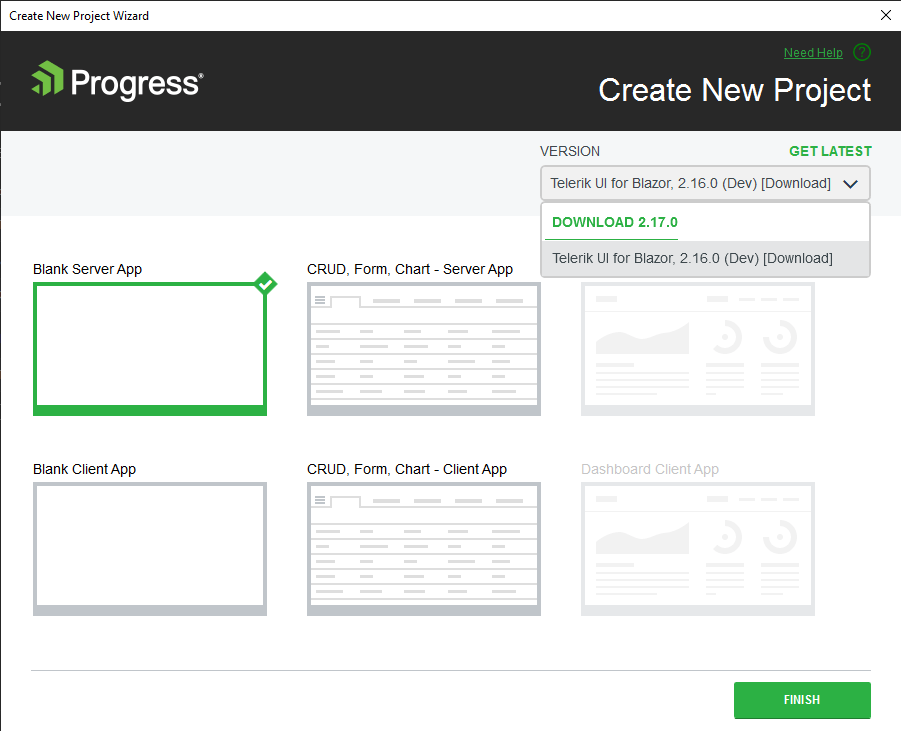 Create New Project Wizard
Need Help ?
Progress®
Create New Project
VERSION GET LATEST
Telerik UI for Blazor, 2.16.0 (Dev) [Download]
DOWNLOAD 2.17.0
Telerik UI for Blazor, 2.16.0 (Dev) [Download]
Blank Server App
CRUD, Form, Chart - Server App
Blank Client App
CRUD, Form, Chart - Client App
Dashboard Client App
FINISH